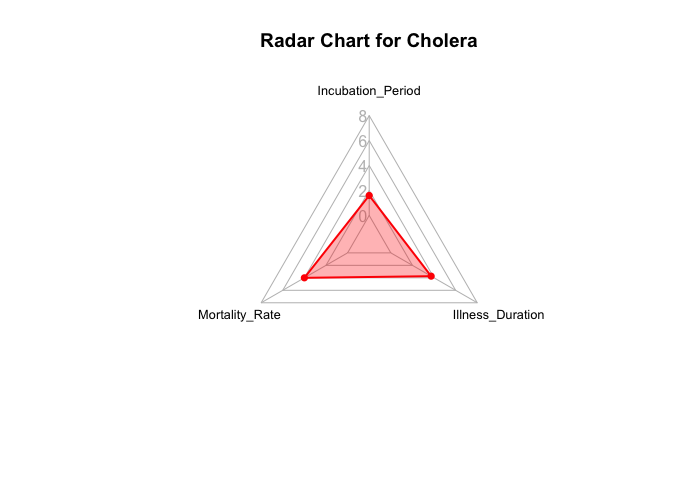 Radar Chart for Cholera
Incubation_Period
8
6
4
2
0
Mortality_Rate
Illness_Duration